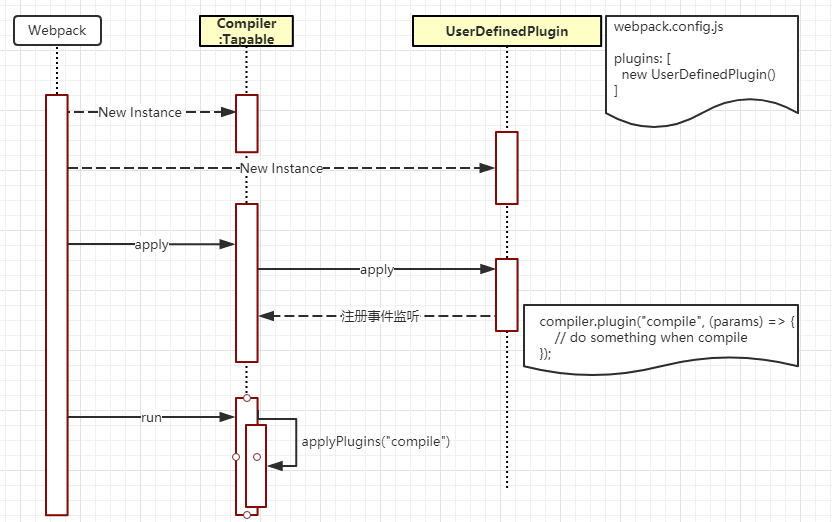 Webpack
Compiler
:Tapable
UserDefinedPlugin
webpack.config.js
plugins: [
new UserDefinedPlugin()
]
New Instance
New Instance
apply
apply
注册事件监听
compiler.plugin("compile", (params) => {
// do something when compile
});
run
applyPlugins("compile")